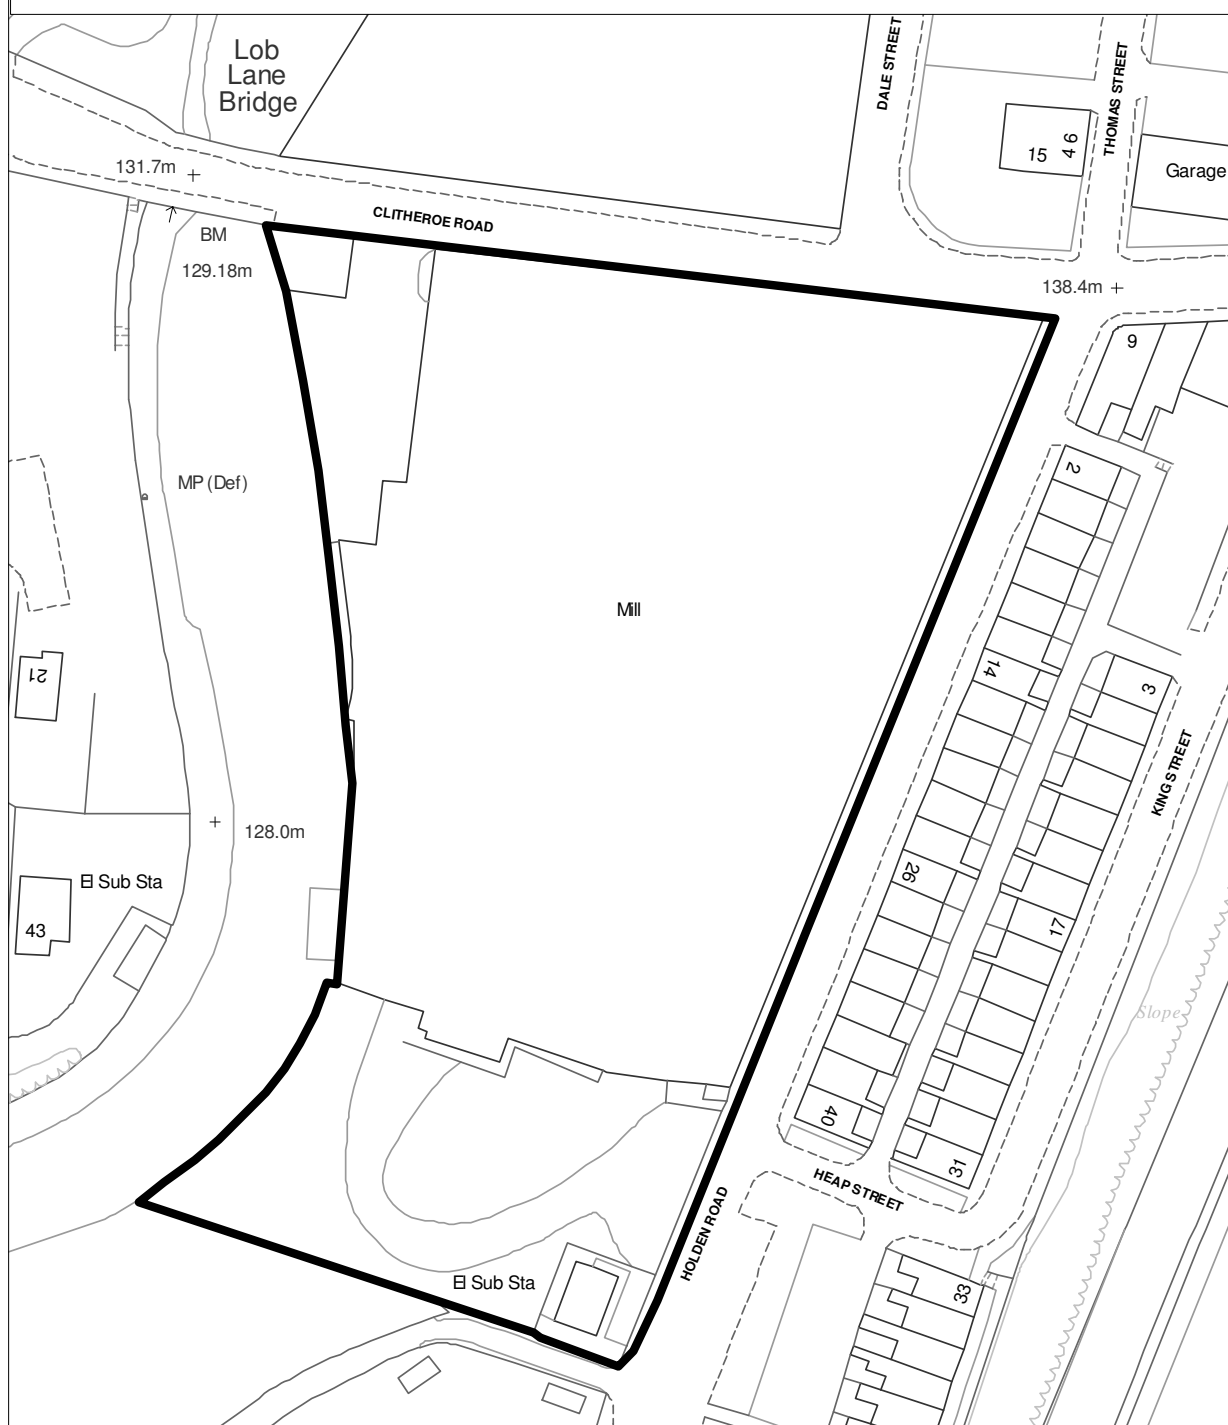 Lob
Lane
Bridge
DALE STREET
THOMAS STREET
15
4 6
Garage
131.7m
CLITHEROE ROAD
BM
129.18m
138.4m
9
2
MP (Def)
Mill
21
14
3
KING STREET
128.0m
El Sub Sta
26
43
17
Slope
40
31
HEAP STREET
HOLDEN ROAD
El Sub Sta
33